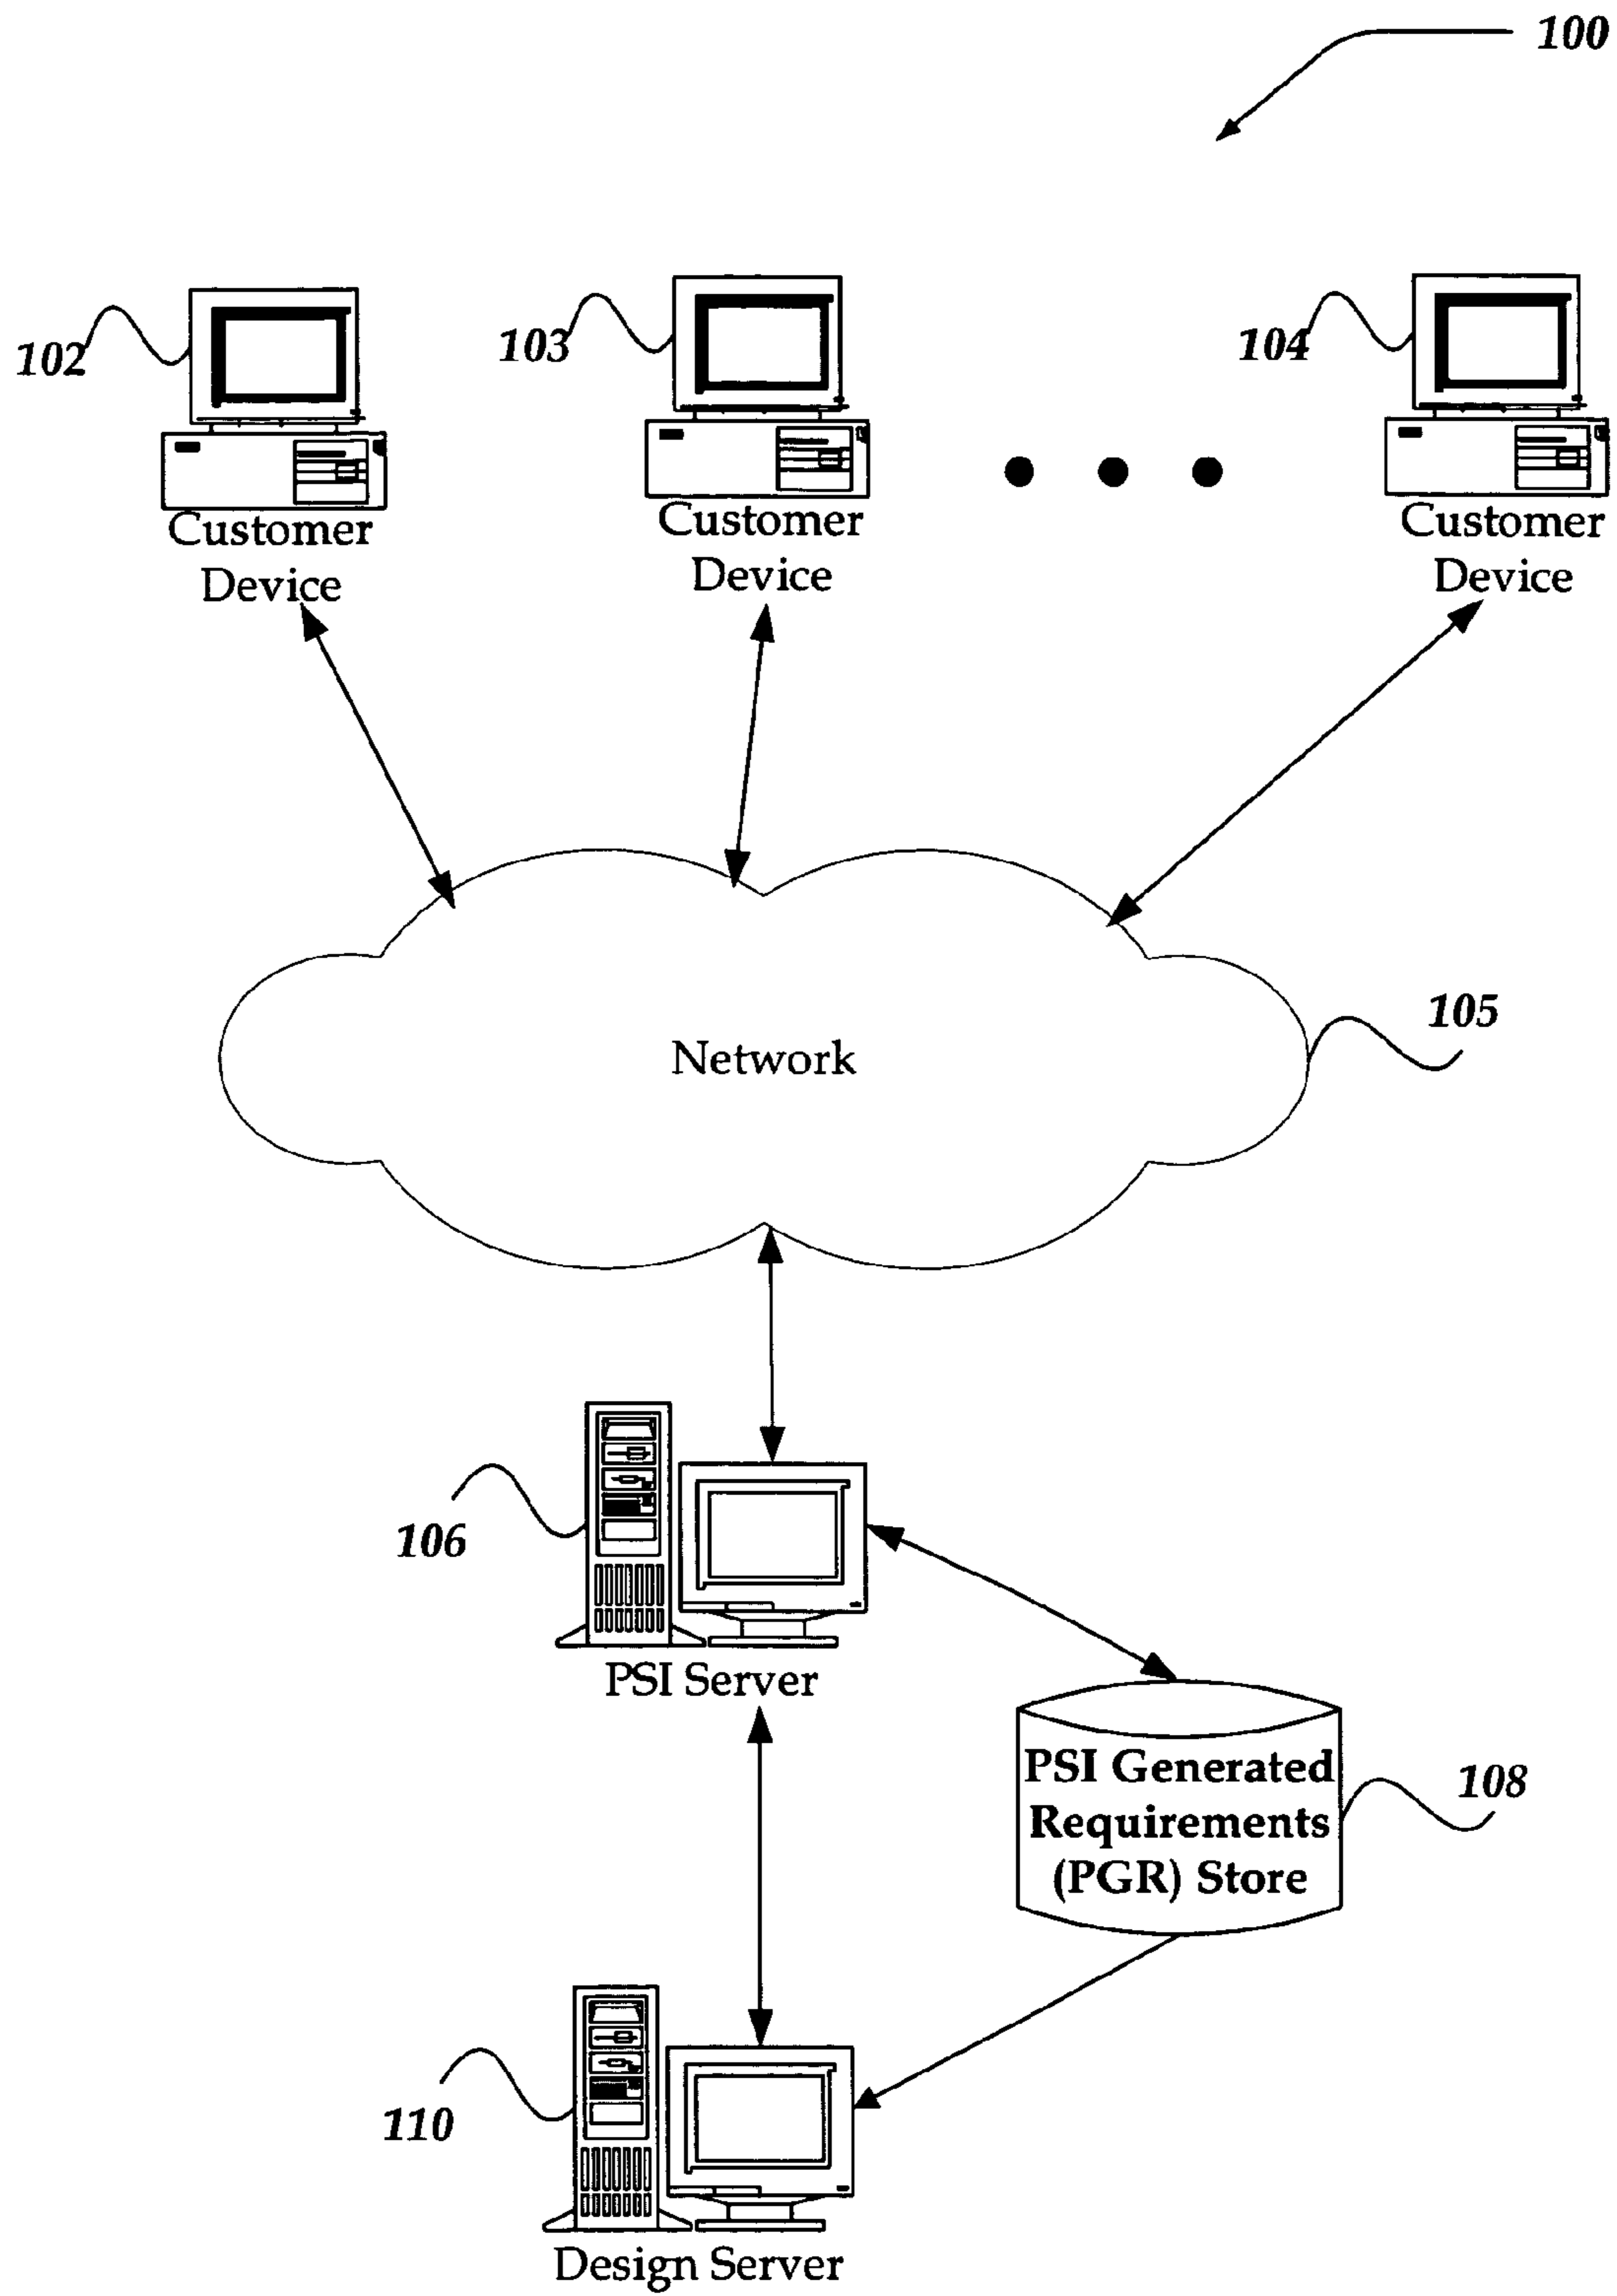 100
102
103
104
Customer
Device
Customer
Device
Customer
Device
105
Network
106
PSI Server
PSI Generated
Requirements
(PGR) Store
108
110
Design Server